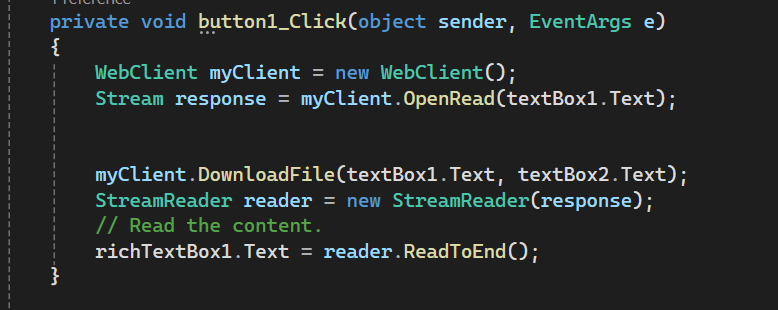 1 reference
private void button1_Click(object sender, EventArgs e)
{
WebClient myClient = new WebClient();
Stream response = myClient.OpenRead(textBox1.Text);
myClient.DownloadFile(textBox1.Text, textBox2.Text);
StreamReader reader = new StreamReader(response);
// Read the content.
richTextBox1.Text = reader.ReadToEnd();
}